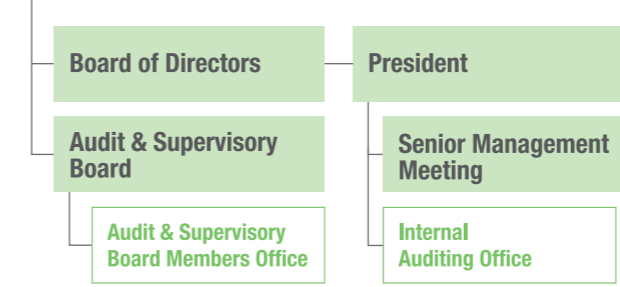 Board of Directors
President
Audit & Supervisory
Board
Senior Management
Meeting
Audit & Supervisory
Board Members Office
Internal
Auditing Office